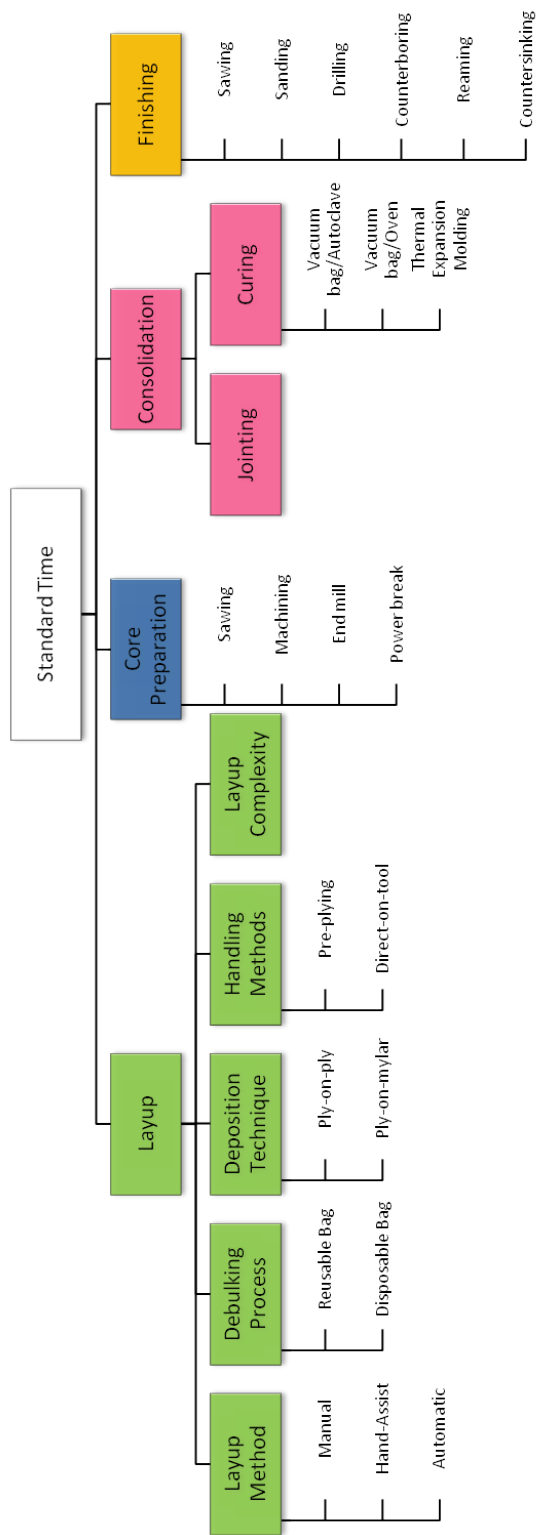 Standard Time
Layup
Core
Preparation
Consolidation
Finishing
Layup
Method
Debulking
Process
Deposition
Technique
Handling
Methods
Layup
Complexity
Jointing
Curing
Manual
Hand-Assist
Automatic
Reusable Bag
Disposable Bag
Ply-on-ply
Ply-on-mylar
Pre-plying
Direct-on-tool
Sawing
Machining
End mill
Power break
Vacuum
bag/Autoclave
Vacuum
bag/Oven
Thermal
Expansion
Molding
Sawing
Sanding
Drilling
Counterboring
Reaming
Countersinking